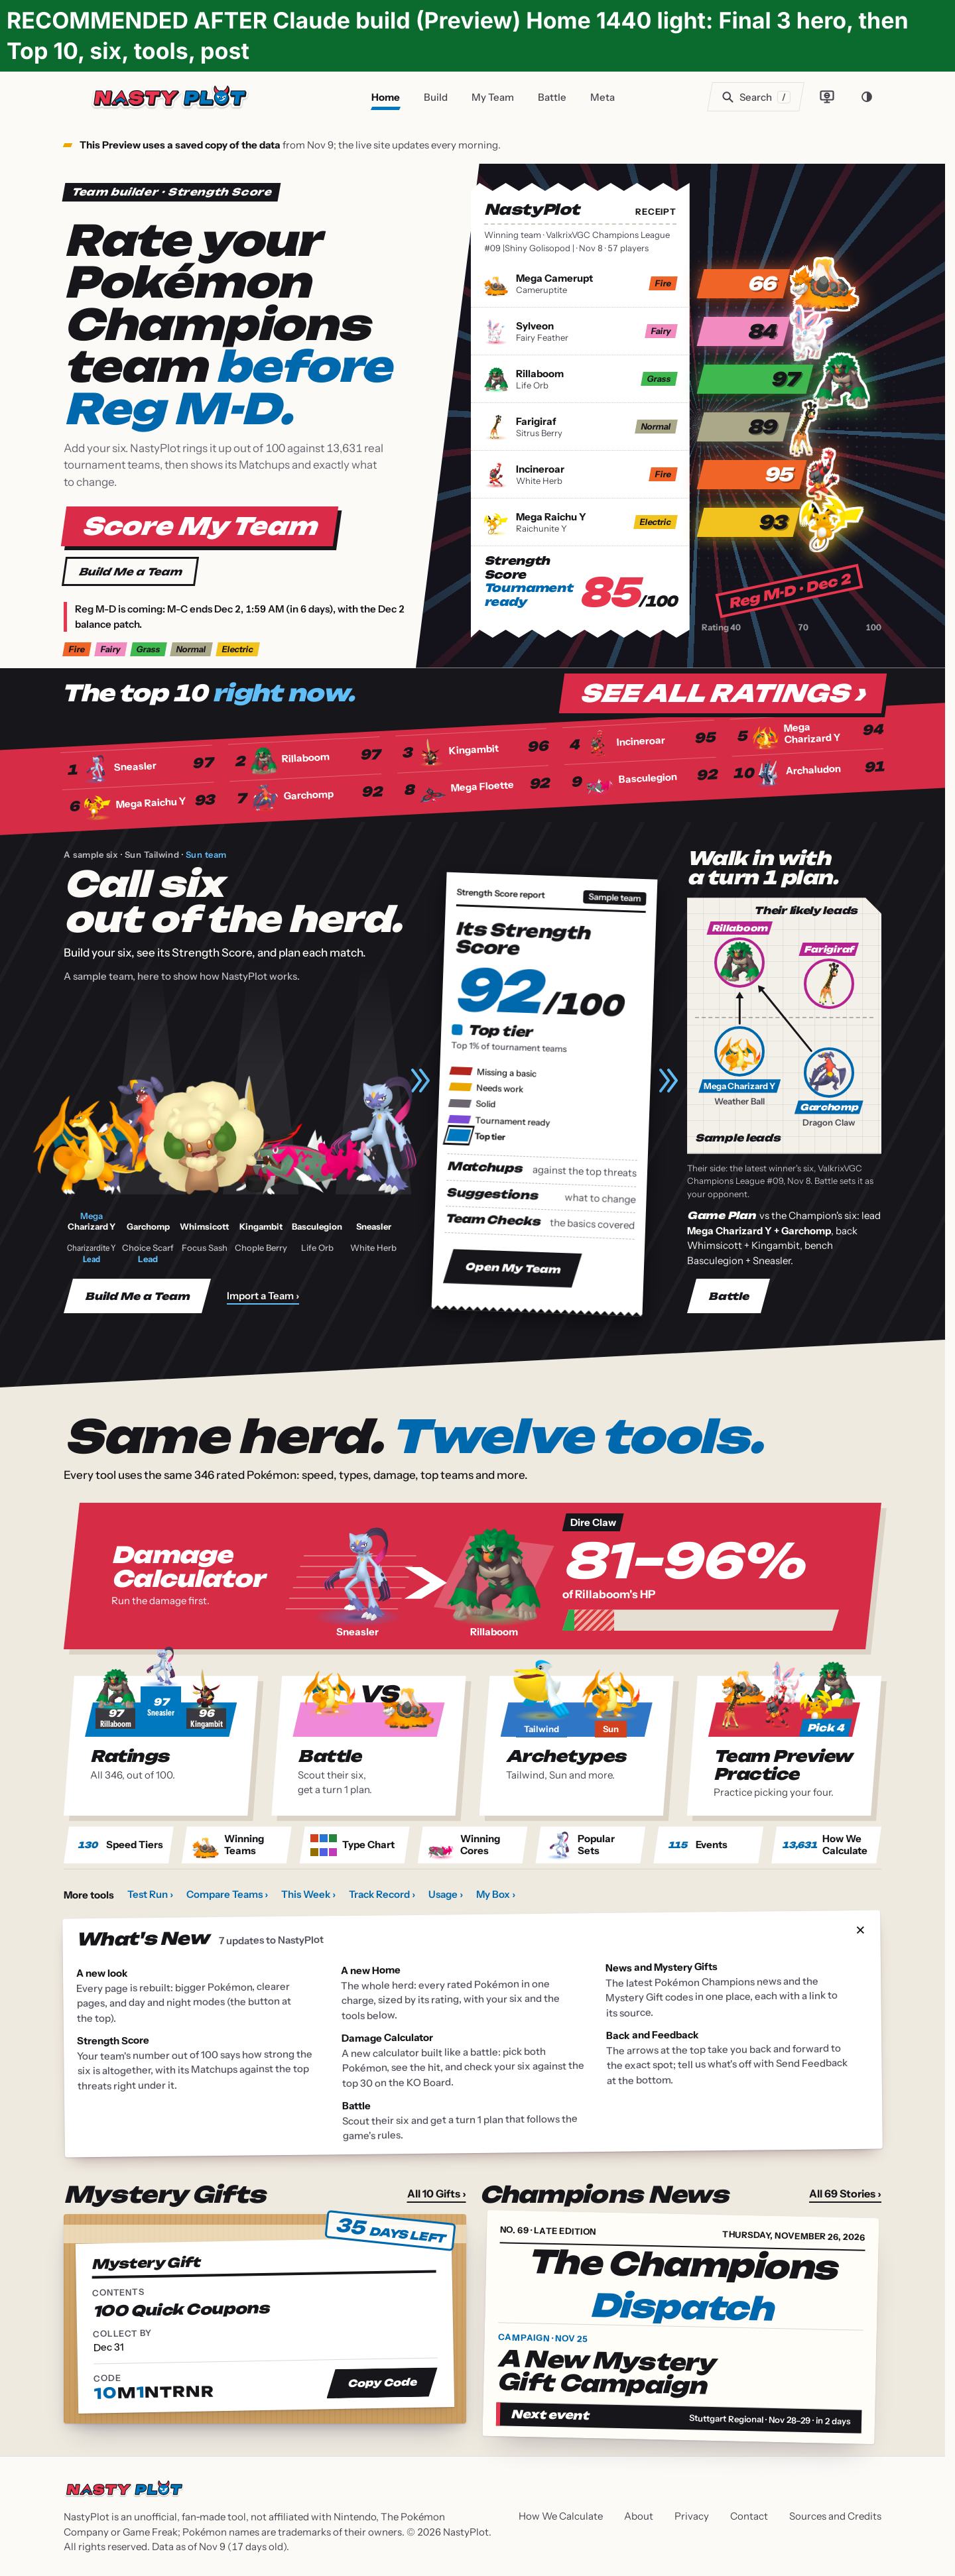 RECOMMENDED AFTER Claude build (Preview) Home 1440 light: Final 3 hero, then
Top 10, six, tools, post
NASTY PLOT
Home Build My Team Battle Meta
Search /
This Preview uses a saved copy of the data from Nov 9; the live site updates every morning.
Team builder · Strength Score
Rate your
Pokémon
Champions
team before
Reg M-D.
Add your six. NastyPlot rings it up out of 100 against 13,631 real
tournament teams, then shows its Matchups and exactly what
to change.
Score My Team
Build Me a Team
Reg M-D is coming: M-C ends Dec 2, 1:59 AM (in 6 days), with the Dec 2
balance patch.
Fire Fairy Grass Normal Electric
NastyPlot RECEIPT
Winning team · ValkrixVGC Champions League
#09 |Shiny Golisopod | · Nov 8 · 57 players
Mega Camerupt
Cameruptite
Fire
66
Sylveon
Fairy Feather
Fairy
84
Rillaboom
Life Orb
Grass
97
Farigiraf
Sitrus Berry
Normal
89
Incineroar
White Herb
Fire
95
Mega Raichu Y
Raichunite Y
Electric
93
Strength
Score
Tournament
ready
85/100
Reg M-D · Dec 2
Rating 40 70 100
The top 10 right now.
SEE ALL RATINGS ›
1 Sneasler 97
2 Rillaboom 97
3 Kingambit 96
4 Incineroar 95
5 Mega
Charizard Y 94
6 Mega Raichu Y 93
7 Garchomp 92
8 Mega Floette 92
9 Basculegion 92
10 Archaludon 91
A sample six · Sun Tailwind · Sun team
Call six
out of the herd.
Build your six, see its Strength Score, and plan each match.
A sample team, here to show how NastyPlot works.
Mega
Charizard Y Garchomp Whimsicott Kingambit Basculegion Sneasler
Charizardite Y Choice Scarf Focus Sash Chople Berry Life Orb White Herb
Lead Lead
Build Me a Team
Import a Team ›
Strength Score report Sample team
Its Strength
Score
92/100
Top tier
Top 1% of tournament teams
Missing a basic
Needs work
Solid
Tournament ready
Top tier
Matchups against the top threats
Suggestions what to change
Team Checks the basics covered
Open My Team
Walk in with
a turn 1 plan.
Their likely leads
Rillaboom
Farigiraf
Mega Charizard Y
Weather Ball
Garchomp
Dragon Claw
Sample leads
Their side: the latest winner's six, ValkrixVGC
Champions League #09, Nov 8. Battle sets it as
your opponent.
Game Plan vs the Champion's six: lead
Mega Charizard Y + Garchomp, back
Whimsicott + Kingambit, bench
Basculegion + Sneasler.
Battle
Same herd. Twelve tools.
Every tool uses the same 346 rated Pokémon: speed, types, damage, top teams and more.
Damage
Calculator
Run the damage first.
Sneasler
Rillaboom
Dire Claw
81–96%
of Rillaboom's HP
97
Rillaboom
97
Sneasler
96
Kingambit
Ratings
All 346, out of 100.
VS
Battle
Scout their six,
get a turn 1 plan.
Tailwind Sun
Archetypes
Tailwind, Sun and more.
Pick 4
Team Preview
Practice
Practice picking your four.
130 Speed Tiers
Winning
Teams
Type Chart
Winning
Cores
Popular
Sets
115 Events
13,631 How We
Calculate
More tools Test Run › Compare Teams › This Week › Track Record › Usage › My Box ›
What's New 7 updates to NastyPlot
×
A new look
Every page is rebuilt: bigger Pokémon, clearer
pages, and day and night modes (the button at
the top).
Strength Score
Your team's number out of 100 says how strong the
six is altogether, with its Matchups against the top
threats right under it.
A new Home
The whole herd: every rated Pokémon in one
charge, sized by its rating, with your six and the
tools below.
Damage Calculator
A new calculator built like a battle: pick both
Pokémon, see the hit, and check your six against the
top 30 on the KO Board.
Battle
Scout their six and get a turn 1 plan that follows the
game's rules.
News and Mystery Gifts
The latest Pokémon Champions news and the
Mystery Gift codes in one place, each with a link to
its source.
Back and Feedback
The arrows at the top take you back and forward to
the exact spot; tell us what's off with Send Feedback
at the bottom.
Mystery Gifts
All 10 Gifts ›
35 DAYS LEFT
Mystery Gift
CONTENTS
100 Quick Coupons
COLLECT BY
Dec 31
CODE
10M1NTRNR
Copy Code
Champions News
All 69 Stories ›
NO. 69 · LATE EDITION THURSDAY, NOVEMBER 26, 2026
The Champions
Dispatch
CAMPAIGN · NOV 25
A New Mystery
Gift Campaign
Next event Stuttgart Regional · Nov 28–29 · in 2 days
NASTY PLOT
NastyPlot is an unofficial, fan-made tool, not affiliated with Nintendo, The Pokémon
Company or Game Freak; Pokémon names are trademarks of their owners. © 2026 NastyPlot.
All rights reserved. Data as of Nov 9 (17 days old).
How We Calculate About Privacy Contact Sources and Credits